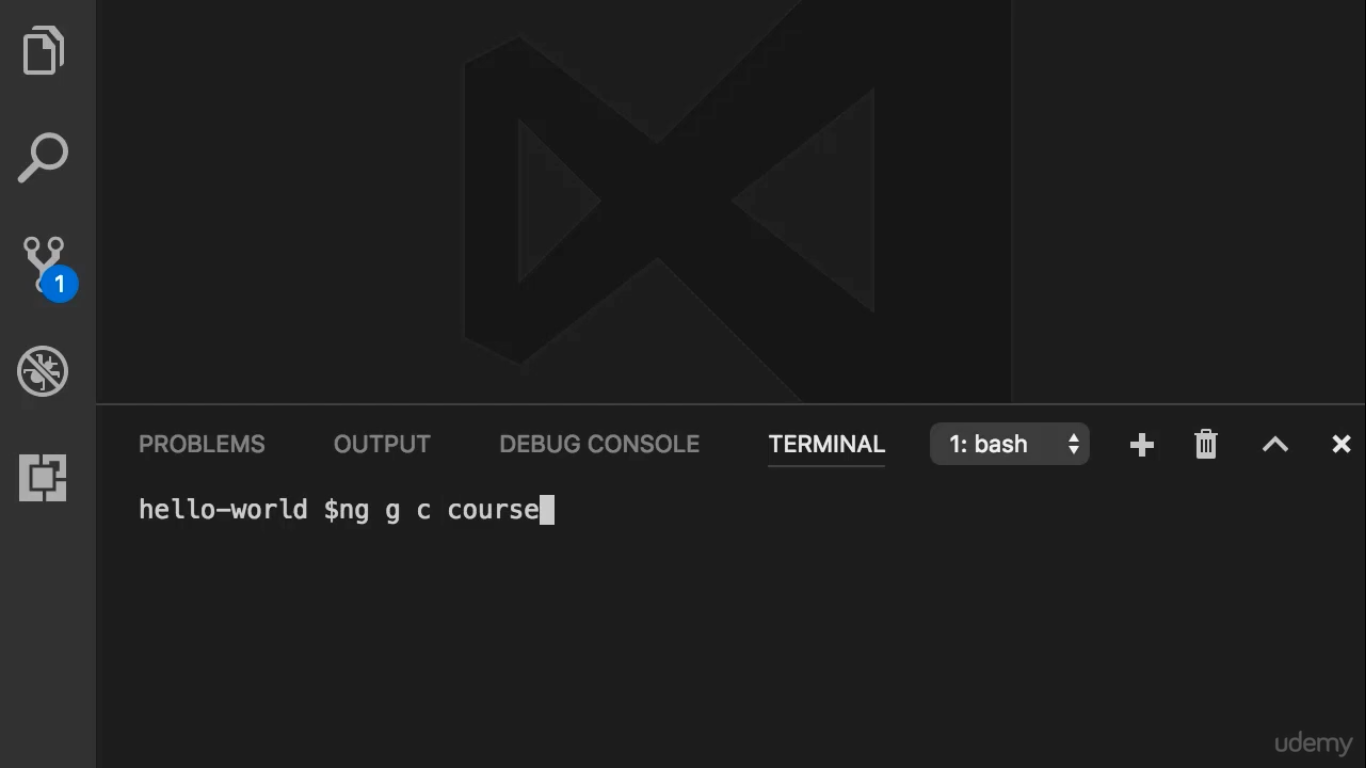 1
PROBLEMS OUTPUT DEBUG CONSOLE TERMINAL 1: bash
hello-world $ng g c course
udemy